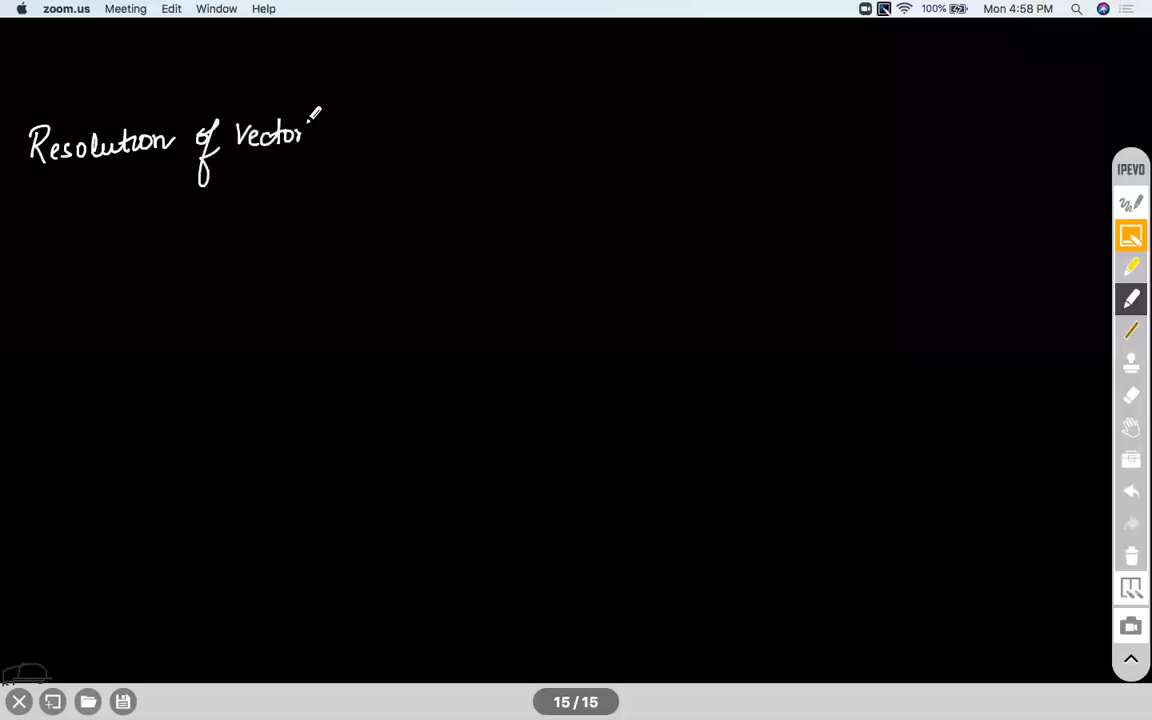 zoom.us Meeting Edit Window Help 100% Mon 4:58 PM
Resolution of Vector
IPEVO
15 / 15